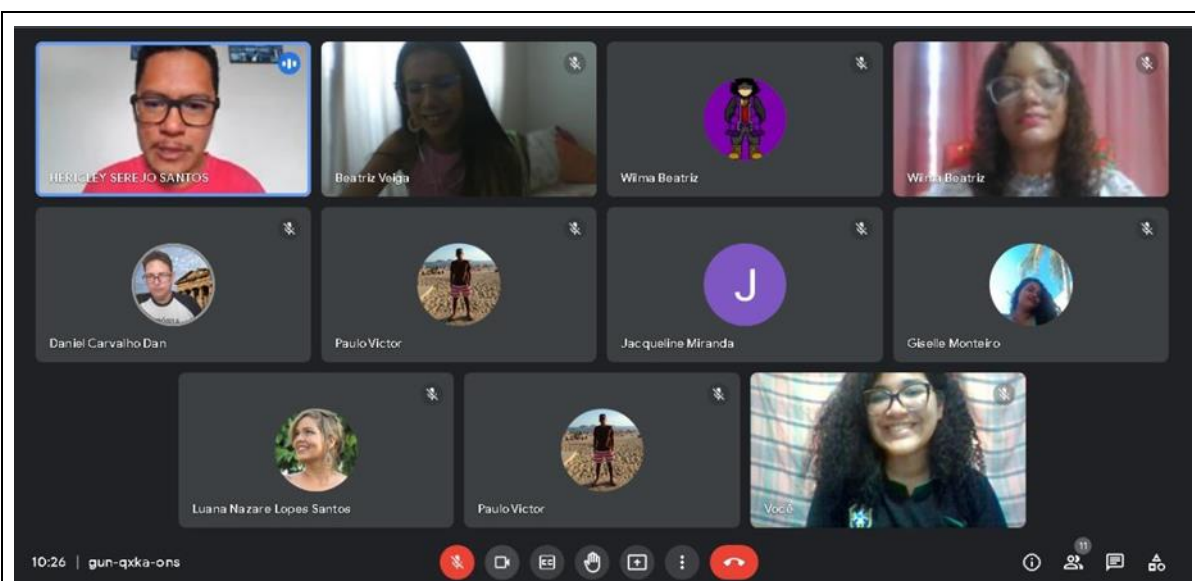 HERICLEY SEREJO SANTOS
Beatriz Veiga
Wilma Beatriz
Wilma Beatriz
Daniel Carvalho Dan
Paulo Victor
J
Jacqueline Miranda
Giselle Monteiro
Luana Nazare Lopes Santos
Paulo Victor
Você
10:26 | gun-qxka-ons
CC
11